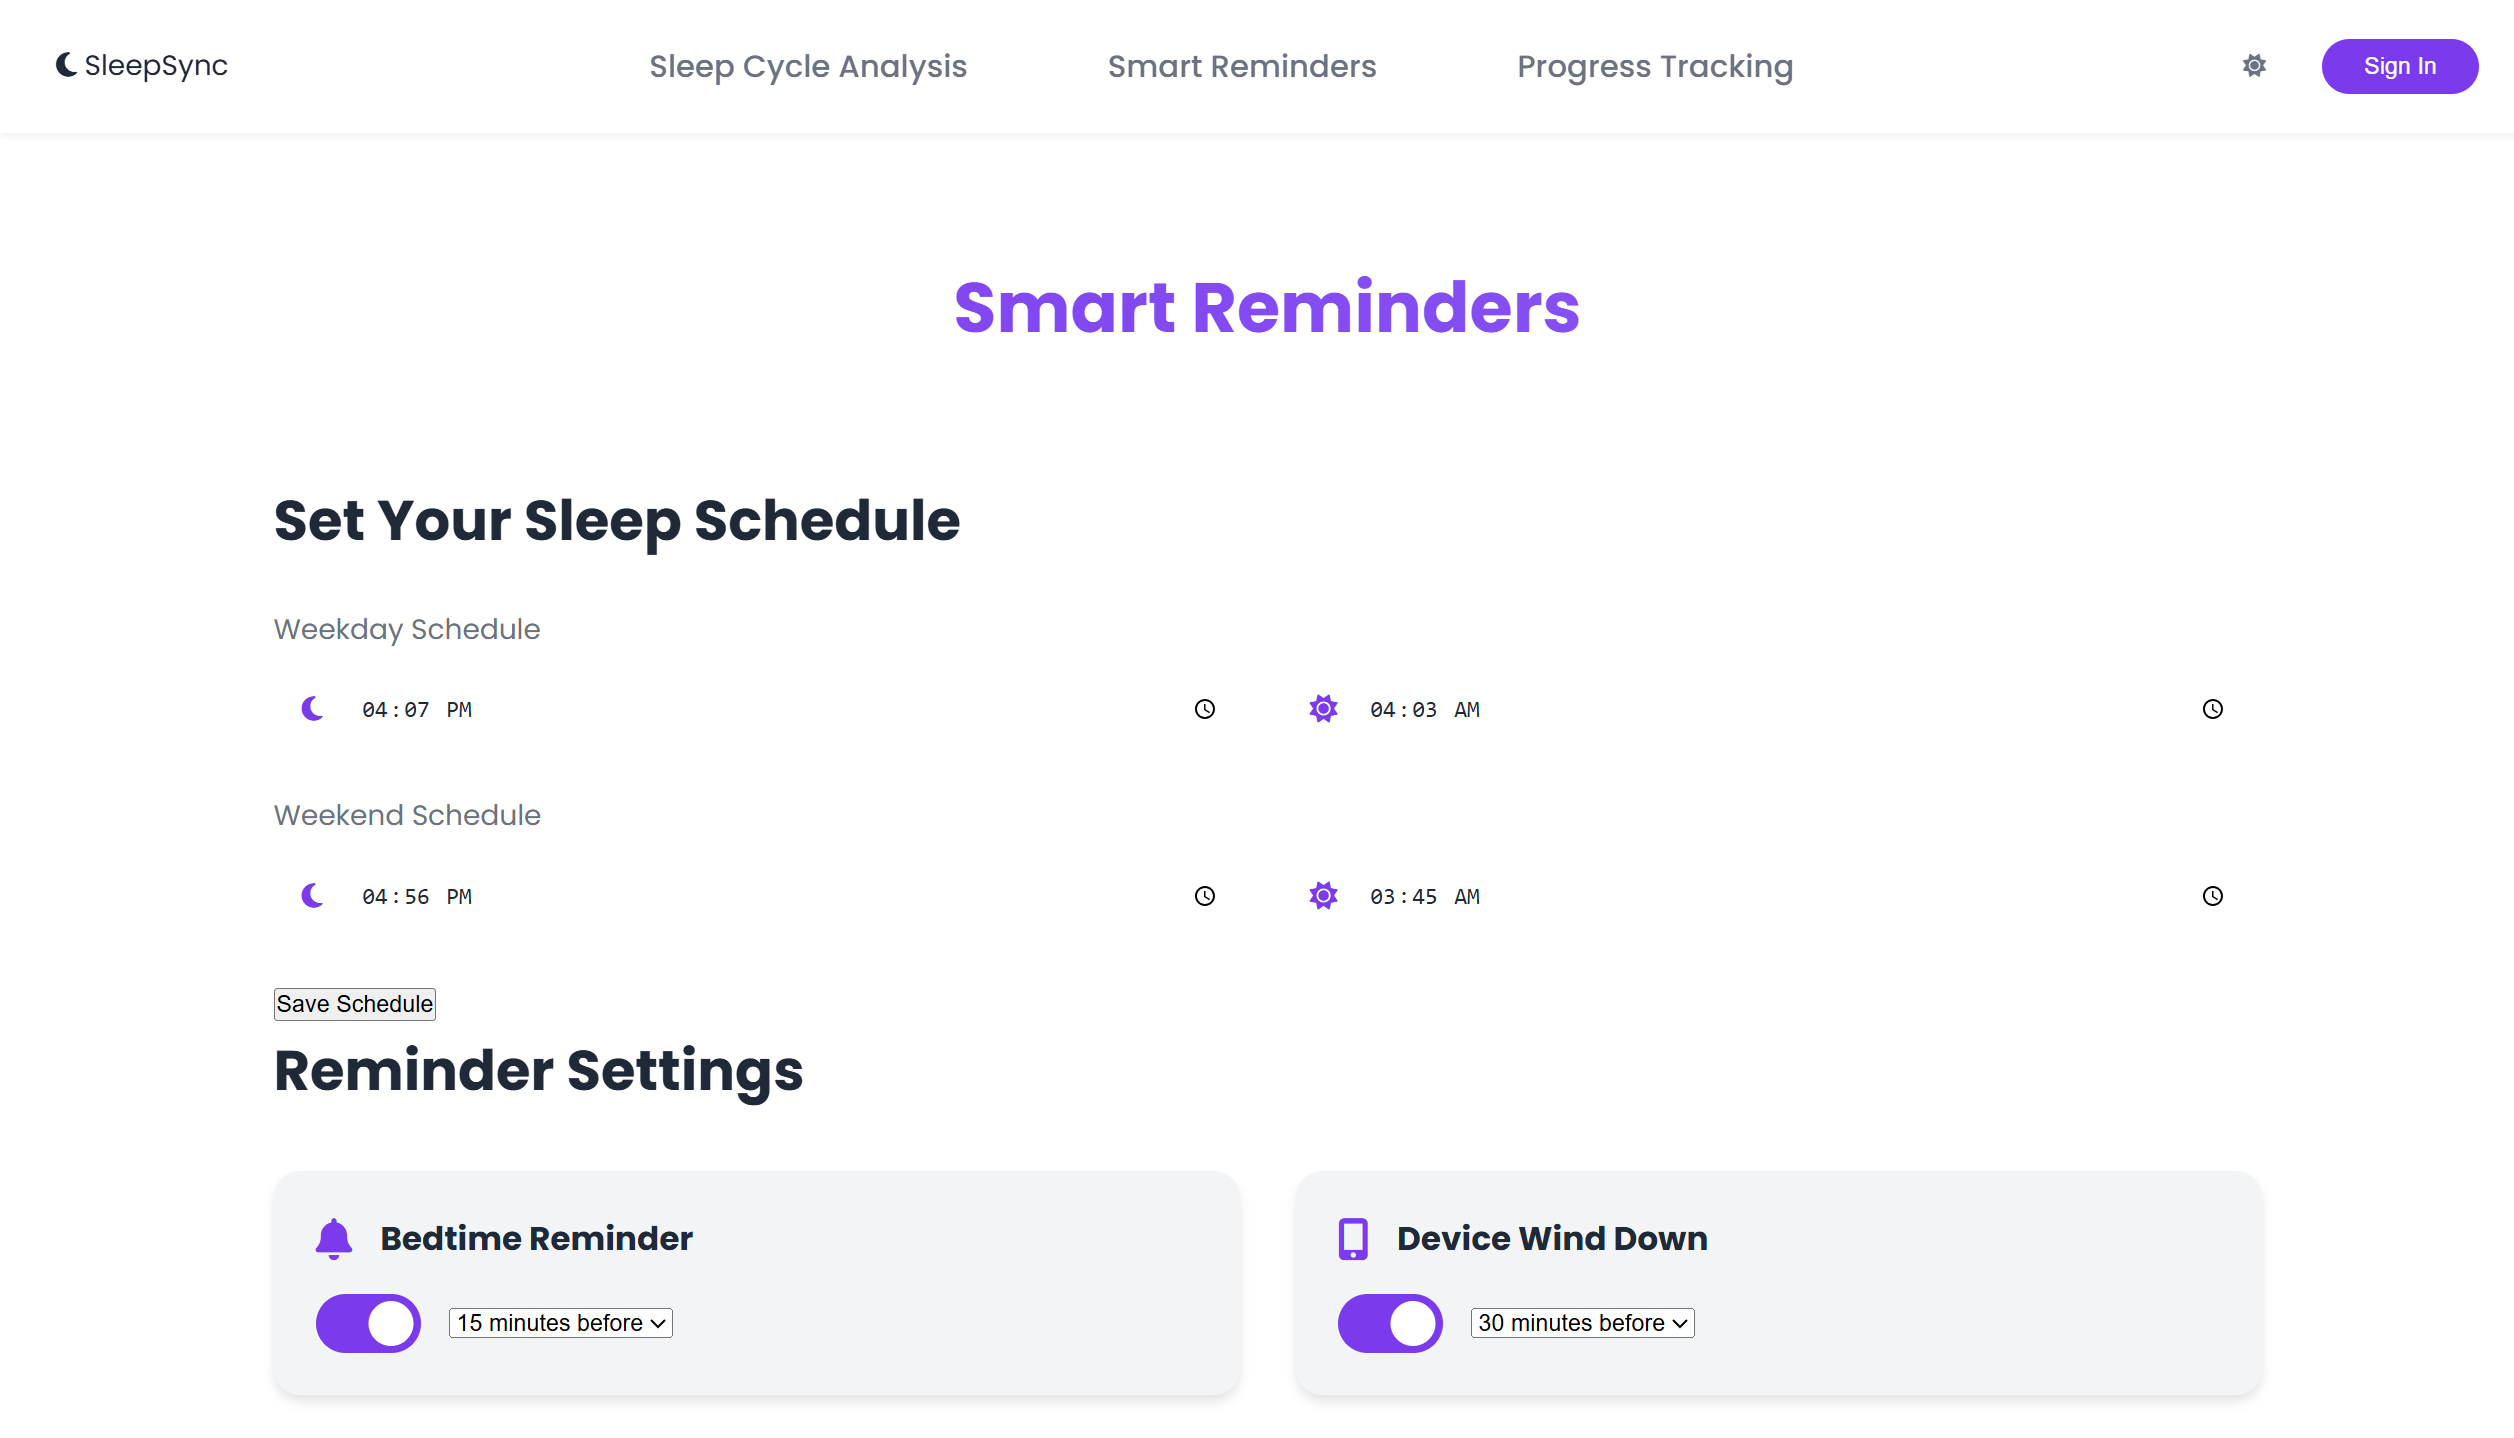 SleepSync
Sleep Cycle Analysis
Smart Reminders
Progress Tracking
Sign In
Smart Reminders
Set Your Sleep Schedule
Weekday Schedule
04:07 PM
04:03 AM
Weekend Schedule
04:56 PM
03:45 AM
Save Schedule
Reminder Settings
Bedtime Reminder
15 minutes before
Device Wind Down
30 minutes before